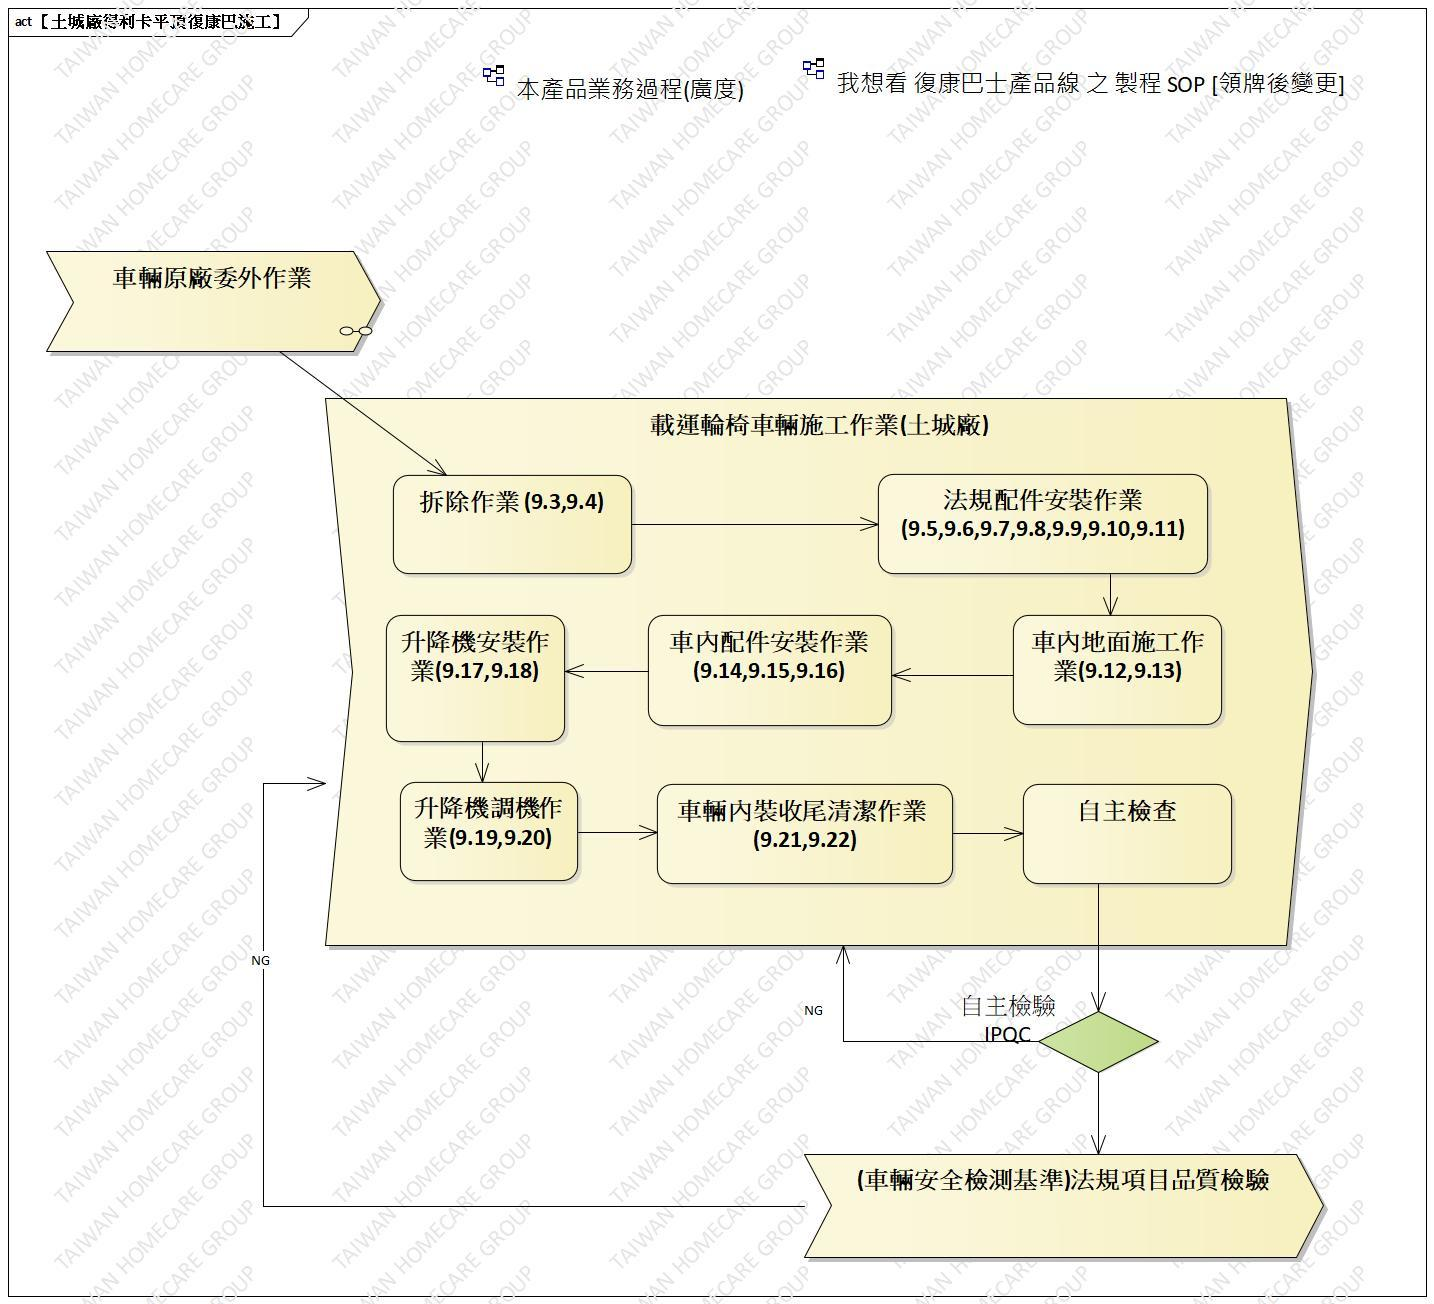 act 【土城廠得利卡平頂復康巴施工】
本產品業務過程(廣度)
我想看 復康巴士產品線 之 製程 SOP [領牌後變更]
車輛原廠委外作業
載運輪椅車輛施工作業(土城廠)
拆除作業(9.3,9.4)
法規配件安裝作業
(9.5,9.6,9.7,9.8,9.9,9.10,9.11)
升降機安裝作
業(9.17,9.18)
車內配件安裝作業
(9.14,9.15,9.16)
車內地面施工作
業(9.12,9.13)
升降機調機作
業(9.19,9.20)
車輛內裝收尾清潔作業
(9.21,9.22)
自主檢查
NG
NG
自主檢驗
IPQC
(車輛安全檢測基準)法規項目品質檢驗
TAIWAN HOMECARE GROUP